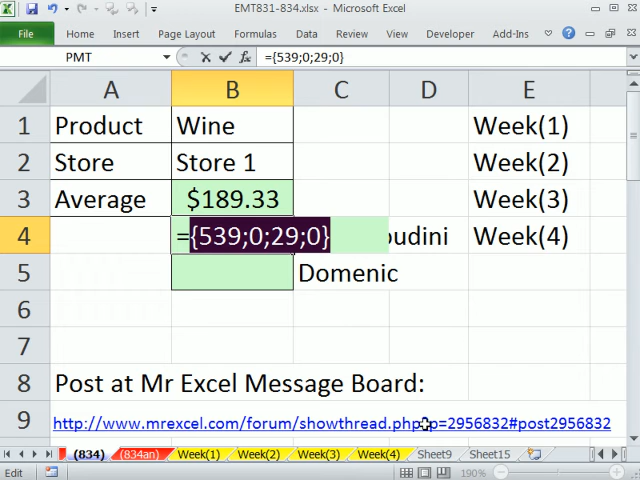 EMT831-834.xlsx - Microsoft Excel
File Home Insert Page Layout Formulas Data Review View Developer Add-Ins
PMT ={539;0;29;0}
A B C D E
1 Product Wine Week(1)
2 Store Store 1 Week(2)
3 Average $189.33 Week(3)
4 ={539;0;29;0} oudini Week(4)
5 Domenic
6
7
8 Post at Mr Excel Message Board:
9 http://www.mrexcel.com/forum/showthread.php?p=2956832#post2956832
(834) (834an) Week(1) Week(2) Week(3) Week(4) Sheet9 Sheet15
Edit 190%